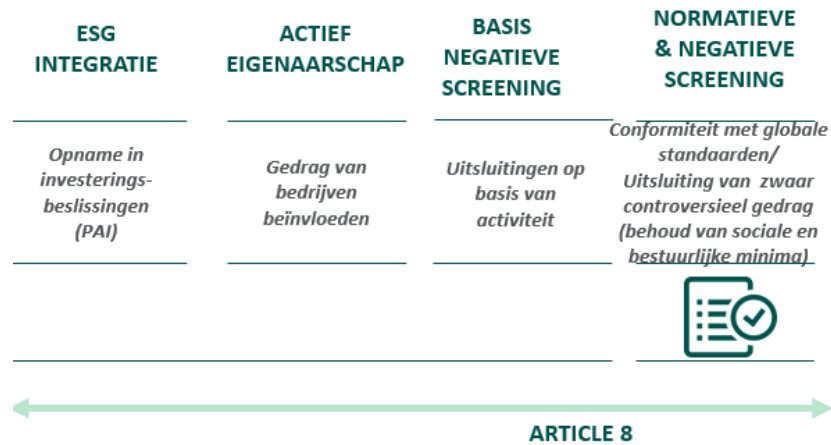 ESG
INTEGRATIE
ACTIEF
EIGENAARSCHAP
BASIS
NEGATIEVE
SCREENING
NORMATIEVE
& NEGATIEVE
SCREENING
Opname in
investerings-
beslissingen
(PAI)
Gedrag van
bedrijven
beïnvloeden
Uitsluitingen op
basis van
activiteit
Conformiteit met globale
standaarden/
Uitsluiting van zwaar
controversieel gedrag
(behoud van sociale en
bestuurlijke minima)
ARTICLE 8